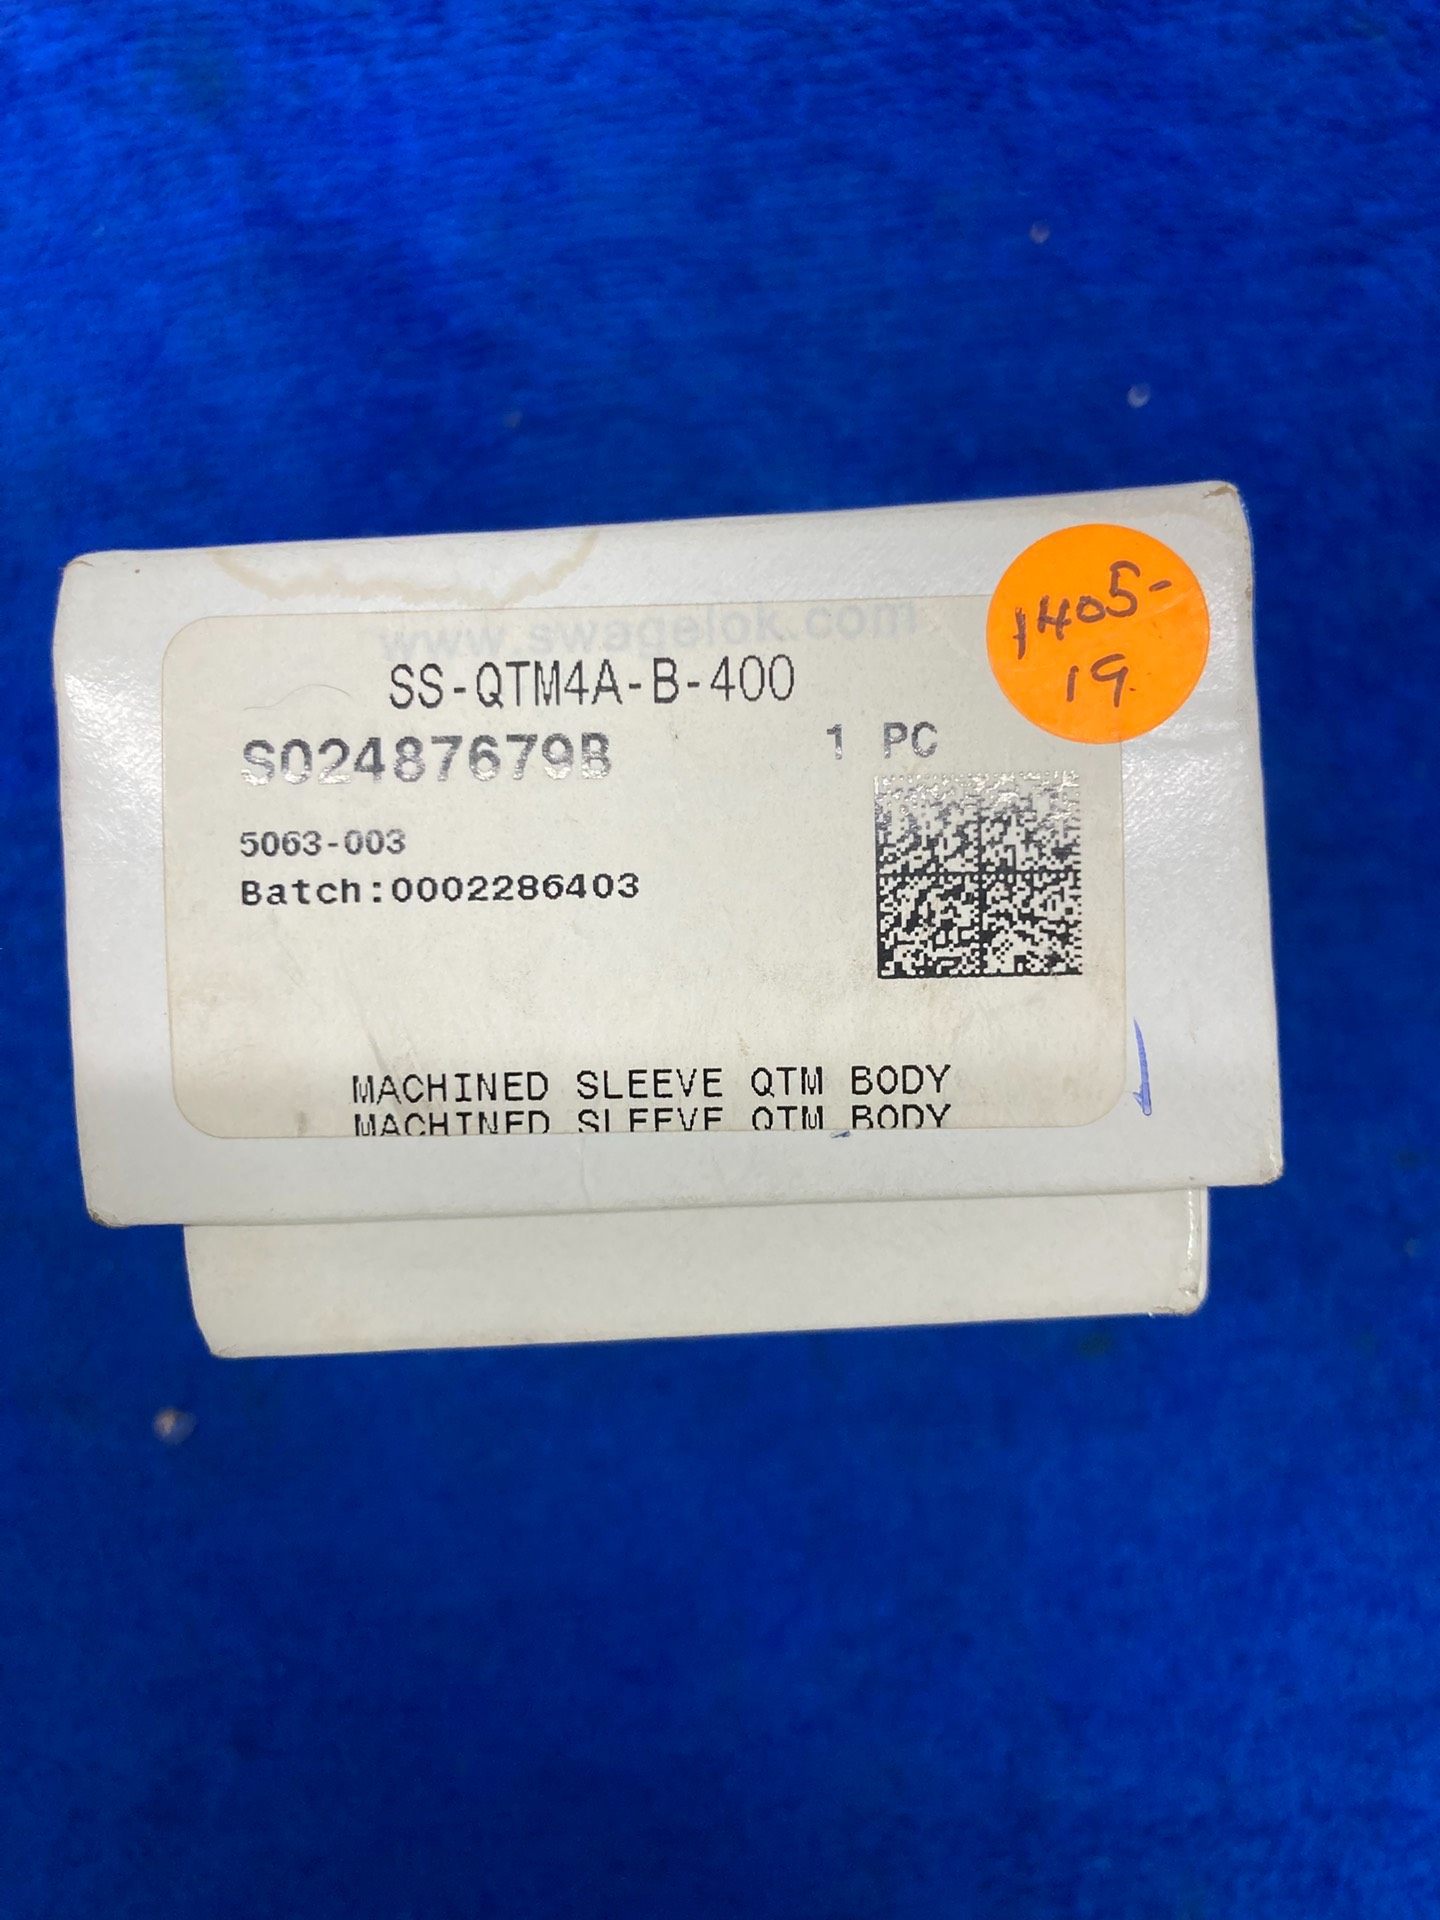 www.swagelok.com
SS-QTM4A-B-400
S02487679B
1 PC
5063-003
Batch:0002286403
MACHINED SLEEVE QTM BODY
MACHINED SLEEVE QTM BODY
1405-
19.